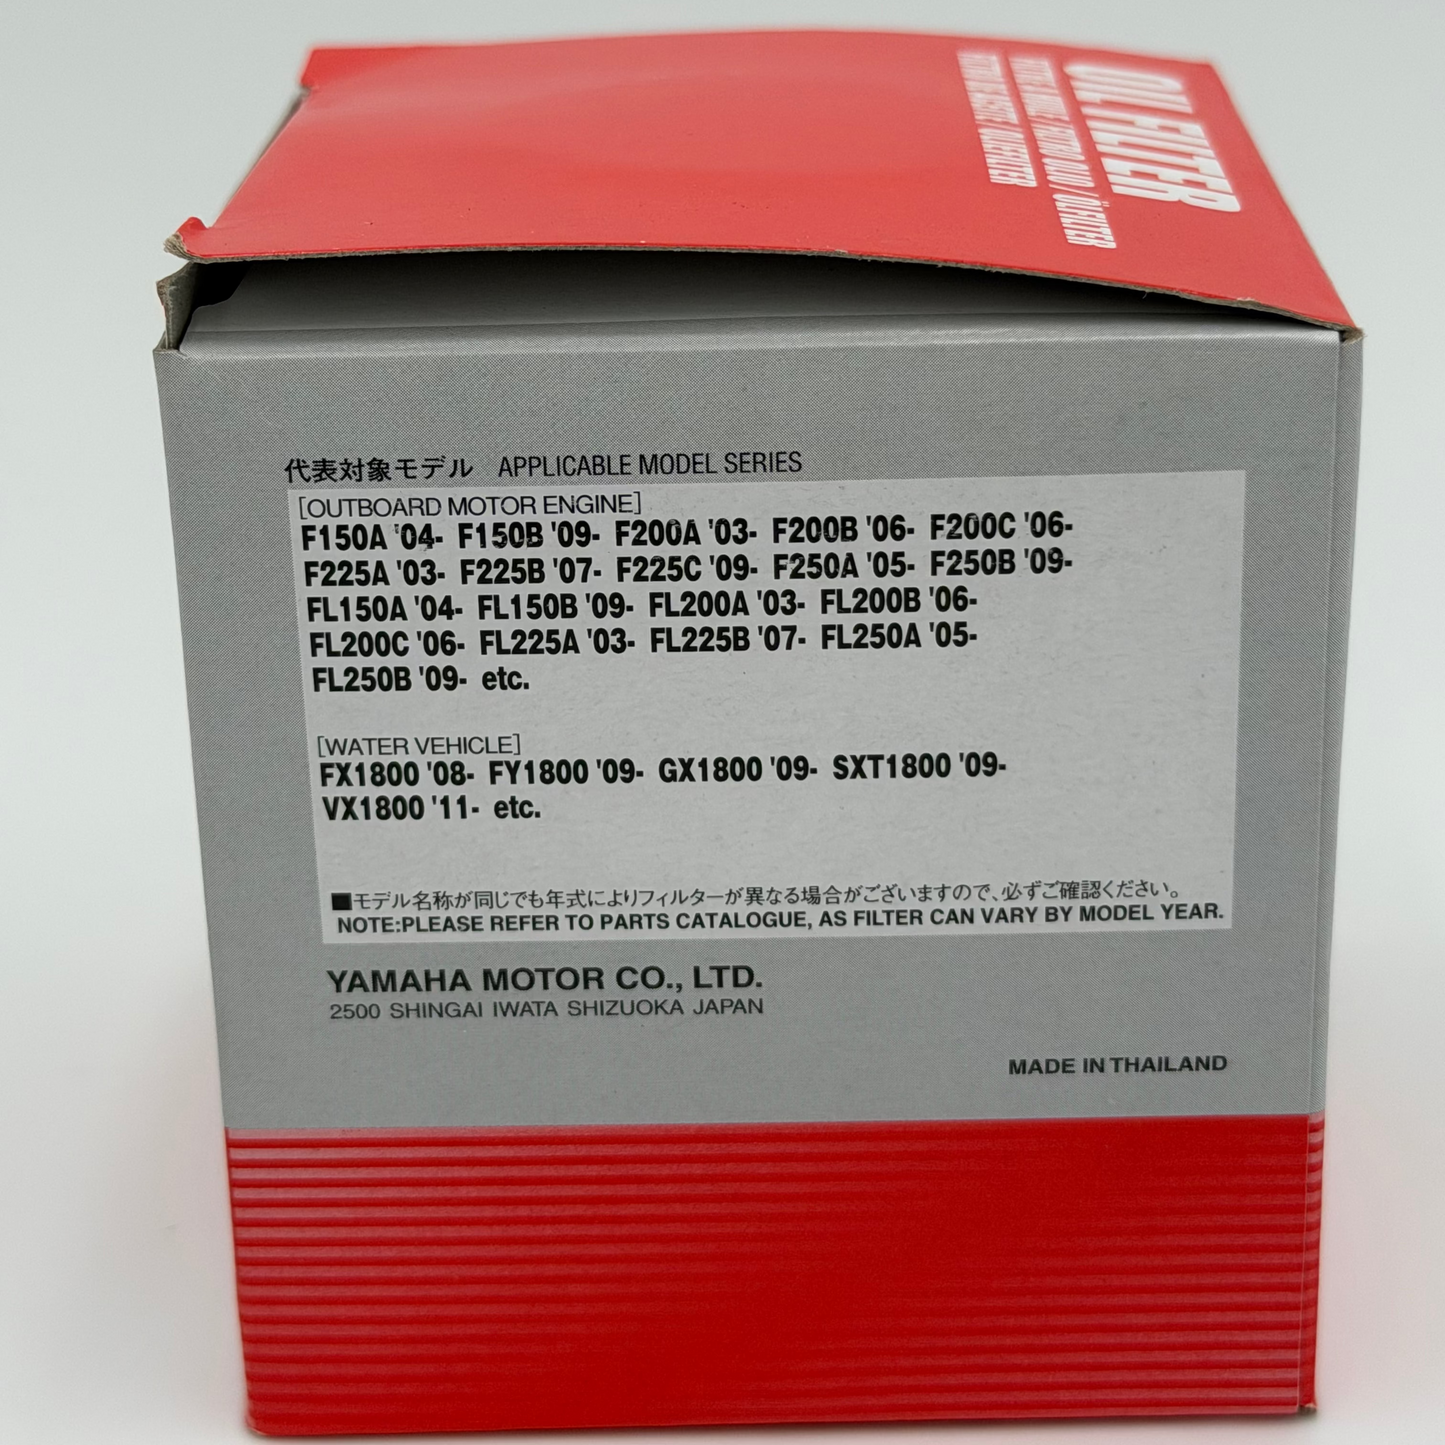 OIL FILTER
ÖLFILTER
OLIEFILTER
代表対象モデル APPLICABLE MODEL SERIES
[OUTBOARD MOTOR ENGINE]
F150A '04- F150B '09- F200A '03- F200B '06- F200C '06-
F225A '03- F225B '07- F225C '09- F250A '05- F250B '09-
FL150A '04- FL150B '09- FL200A '03- FL200B '06-
FL200C '06- FL225A '03- FL225B '07- FL250A '05-
FL250B '09- etc.
[WATER VEHICLE]
FX1800 '08- FY1800 '09- GX1800 '09- SXT1800 '09-
VX1800 '11- etc.
■モデル名称が同じでも年式によりフィルターが異なる場合がございますので、必ずご確認ください。
NOTE:PLEASE REFER TO PARTS CATALOGUE, AS FILTER CAN VARY BY MODEL YEAR.
YAMAHA MOTOR CO., LTD.
2500 SHINGAI IWATA SHIZUOKA JAPAN
MADE IN THAILAND